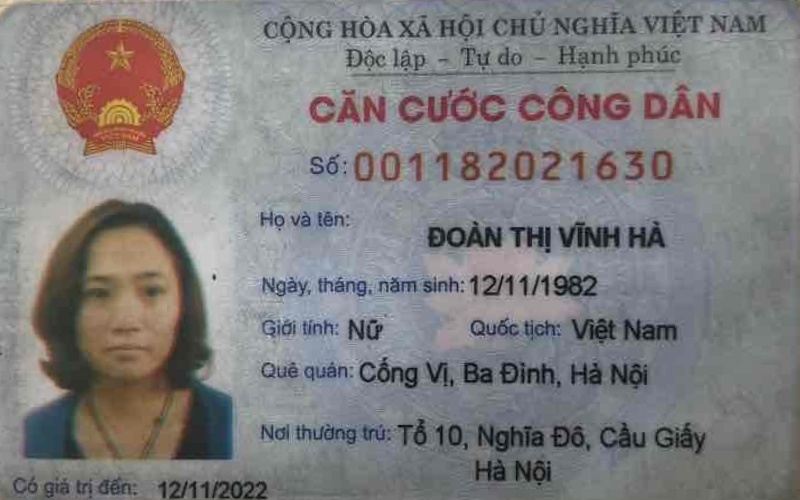 CỘNG HÒA XÃ HỘI CHỦ NGHĨA VIỆT NAM
Độc lập - Tự do - Hạnh phúc
CĂN CƯỚC CÔNG DÂN
Số: 001182021630
Họ và tên: ĐOÀN THỊ VĨNH HÀ
Ngày, tháng, năm sinh: 12/11/1982
Giới tính: Nữ Quốc tịch: Việt Nam
Quê quán: Cống Vị, Ba Đình, Hà Nội
Nơi thường trú: Tổ 10, Nghĩa Đô, Cầu Giấy
Hà Nội
Có giá trị đến: 12/11/2022